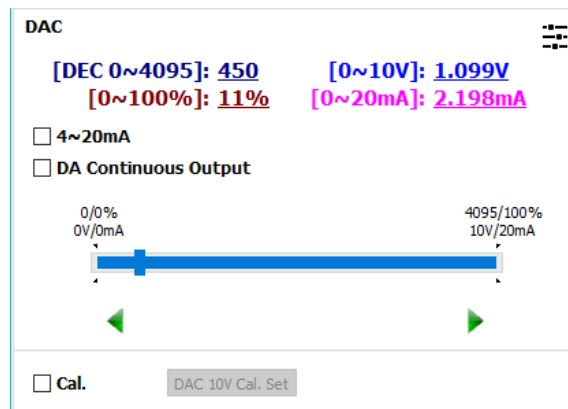 DAC
[DEC 0~4095]: 450 [0~10V]: 1.099V
[0~100%]: 11% [0~20mA]: 2.198mA
4~20mA
DA Continuous Output
0/0% 4095/100%
0V/0mA 10V/20mA
Cal. DAC 10V Cal. Set